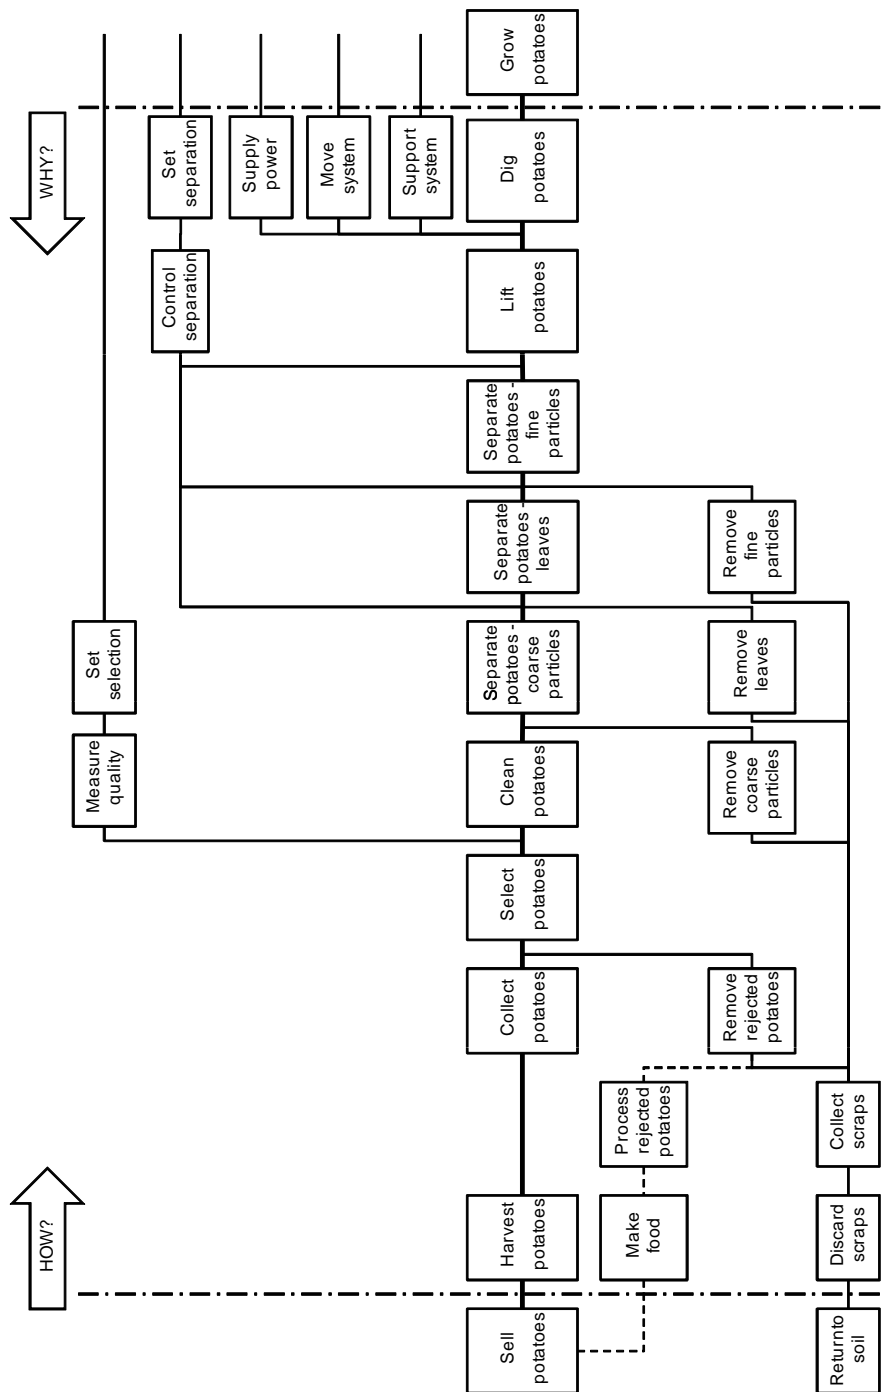 HOW?
WHY?
Measure
quality
Set
selection
Control
separation
Set
separation
Supply
power
Move
system
Support
system
Sell
potatoes
Harvest
potatoes
Collect
potatoes
Select
potatoes
Clean
potatoes
Separate
potatoes -
coarse
particles
Separate
potatoes -
leaves
Separate
potatoes -
fine
particles
Lift
potatoes
Dig
potatoes
Grow
potatoes
Make
food
Process
rejected
potatoes
Remove
rejected
potatoes
Remove
coarse
particles
Remove
leaves
Remove
fine
particles
Returnto
soil
Discard
scraps
Collect
scraps